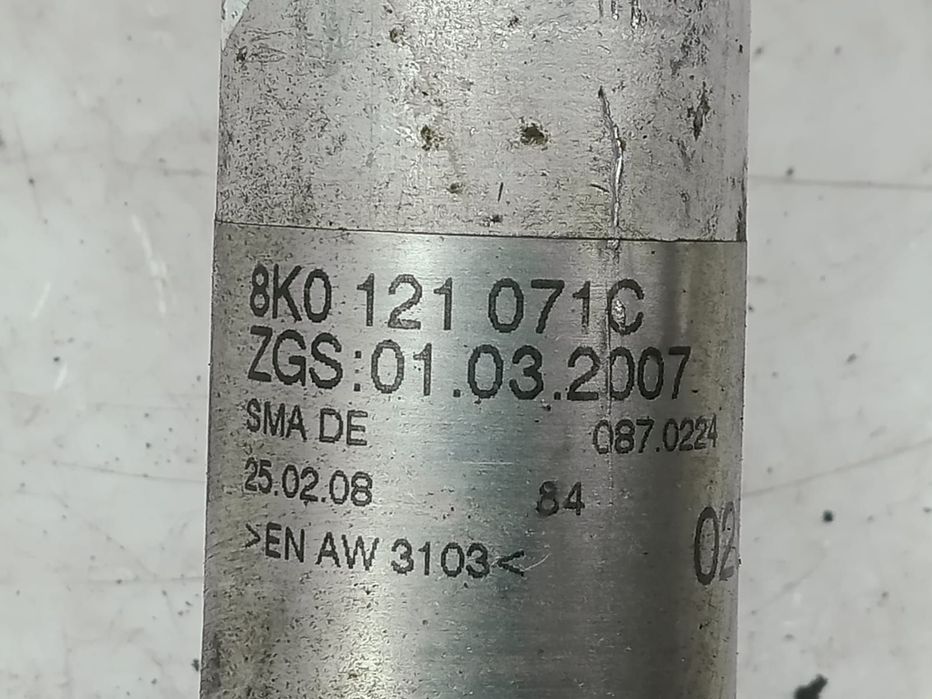 8K0 121 071C
ZGS:01.03.2007
SMA DE 087.0224
25.02.08 84
>EN AW 3103< 02